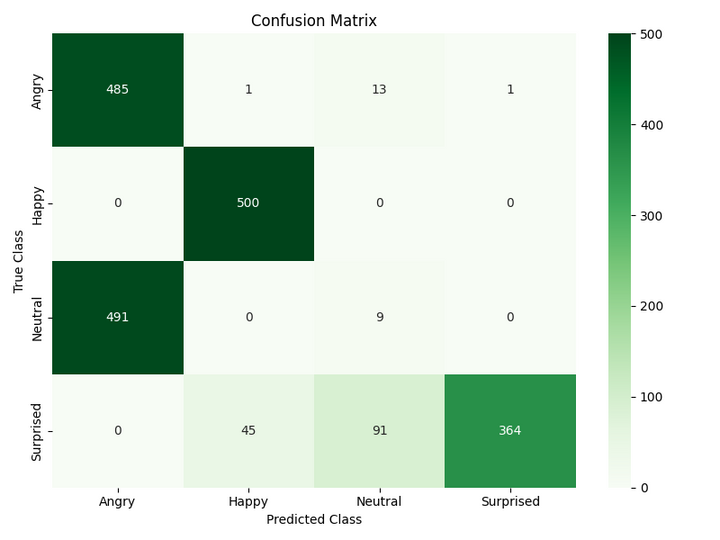 Confusion Matrix
True Class
Angry
485 1 13 1
Happy
0 500 0 0
Neutral
491 0 9 0
Surprised
0 45 91 364
Angry Happy Neutral Surprised
Predicted Class
500
400
300
200
100
0